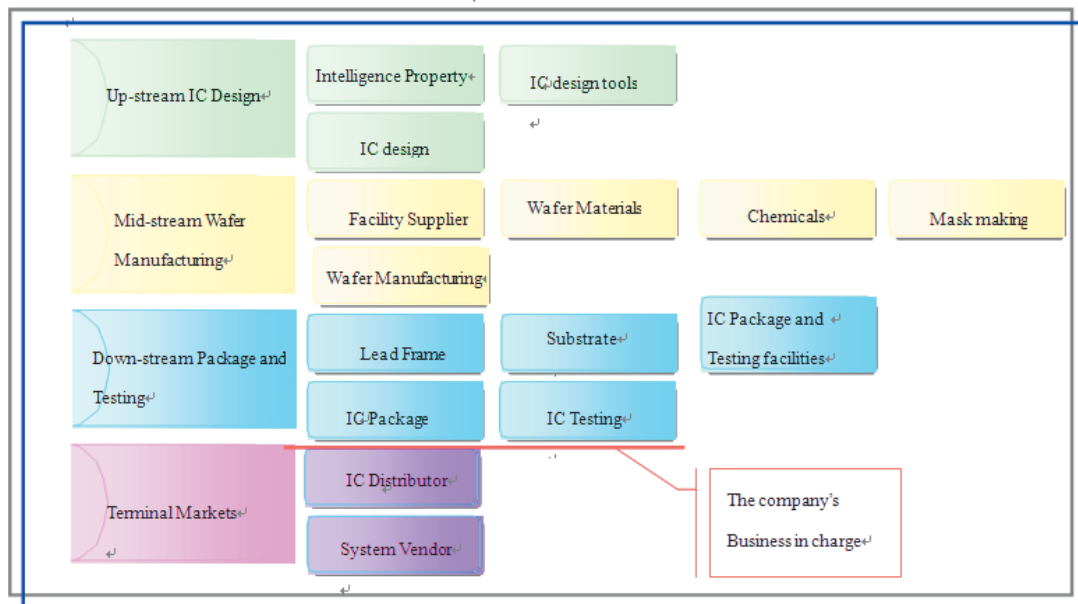 Up-stream IC Design
Intelligence Property
IC design tools
IC design
Mid-stream Wafer
Manufacturing
Facility Supplier
Wafer Materials
Chemicals
Mask making
Wafer Manufacturing
Down-stream Package and
Testing
Lead Frame
Substrate
IC Package and
Testing facilities
IC Package
IC Testing
Terminal Markets
IC Distributor
System Vendor
The company’s
Business in charge